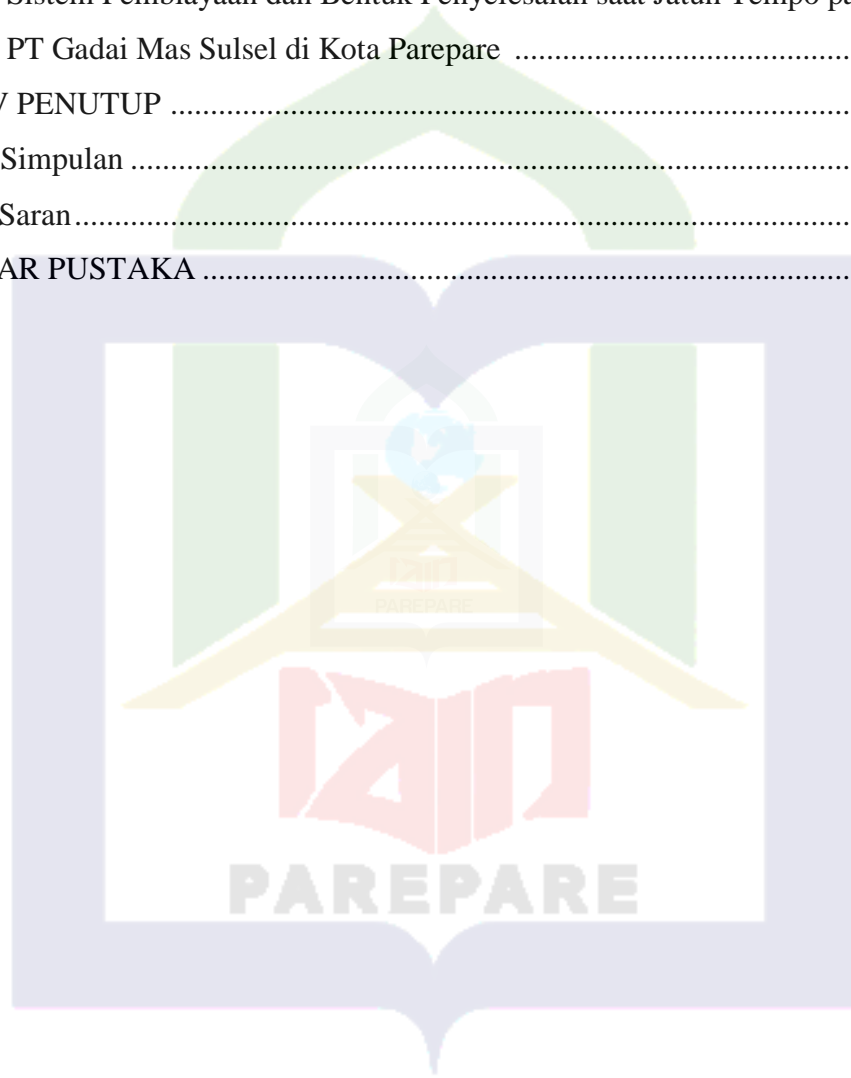 Sistem Pembiayaan dan Bentuk Penyelesaian saat Jatuh Tempo
PT Gadai Mas Sulsel di Kota Parepare ........................................................
PENUTUP ................................................................................................
Simpulan .....................................................................................................
Saran............................................................................................................
AR PUSTAKA ...........................................................................................
PAREPARE
PAREPARE